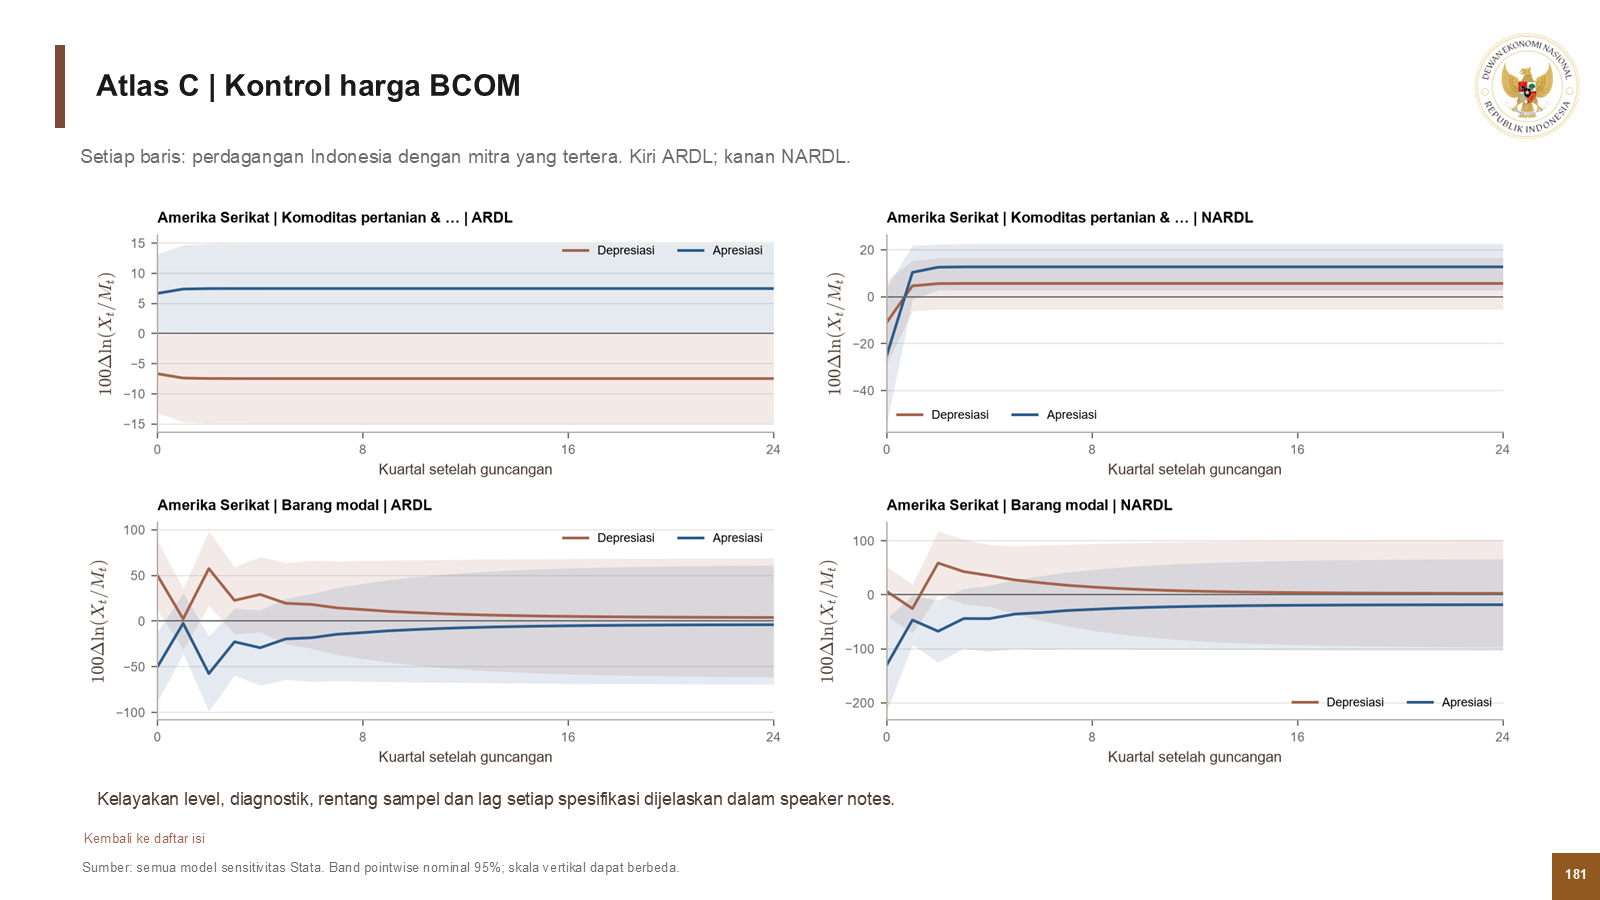 Atlas C | Kontrol harga BCOM
DEWAN EKONOMI NASIONAL
REPUBLIK INDONESIA
Setiap baris: perdagangan Indonesia dengan mitra yang tertera. Kiri ARDL; kanan NARDL.
Amerika Serikat | Komoditas pertanian & … | ARDL
Depresiasi Apresiasi
15
10
5
0
−5
−10
−15
100Δln(Xt/Mt)
0 8 16 24
Kuartal setelah guncangan
Amerika Serikat | Komoditas pertanian & … | NARDL
20
0
−20
−40
100Δln(Xt/Mt)
Depresiasi Apresiasi
0 8 16 24
Kuartal setelah guncangan
Amerika Serikat | Barang modal | ARDL
Depresiasi Apresiasi
100
50
0
−50
−100
100Δln(Xt/Mt)
0 8 16 24
Kuartal setelah guncangan
Amerika Serikat | Barang modal | NARDL
100
0
−100
−200
100Δln(Xt/Mt)
Depresiasi Apresiasi
0 8 16 24
Kuartal setelah guncangan
Kelayakan level, diagnostik, rentang sampel dan lag setiap spesifikasi dijelaskan dalam speaker notes.
Kembali ke daftar isi
Sumber: semua model sensitivitas Stata. Band pointwise nominal 95%; skala vertikal dapat berbeda.
181